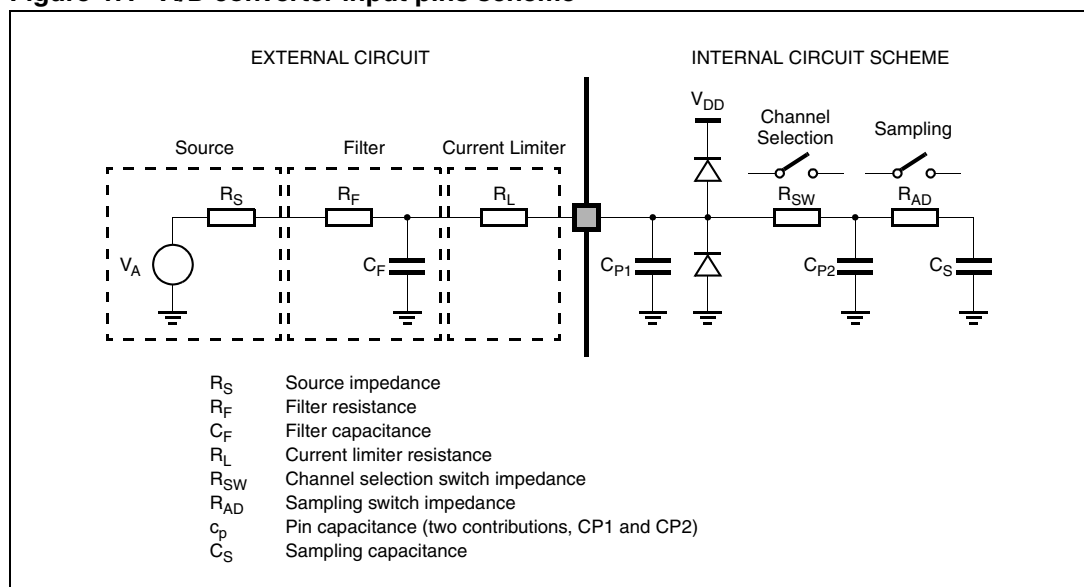 EXTERNAL CIRCUIT
INTERNAL CIRCUIT SCHEME
VDD
Channel
Selection
Sampling
Source
Filter
Current Limiter
RS
RF
RL
RSW
RAD
VA
CF
CP1
CP2
CS
RS Source impedance
RF Filter resistance
CF Filter capacitance
RL Current limiter resistance
RSW Channel selection switch impedance
RAD Sampling switch impedance
cp Pin capacitance (two contributions, CP1 and CP2)
CS Sampling capacitance